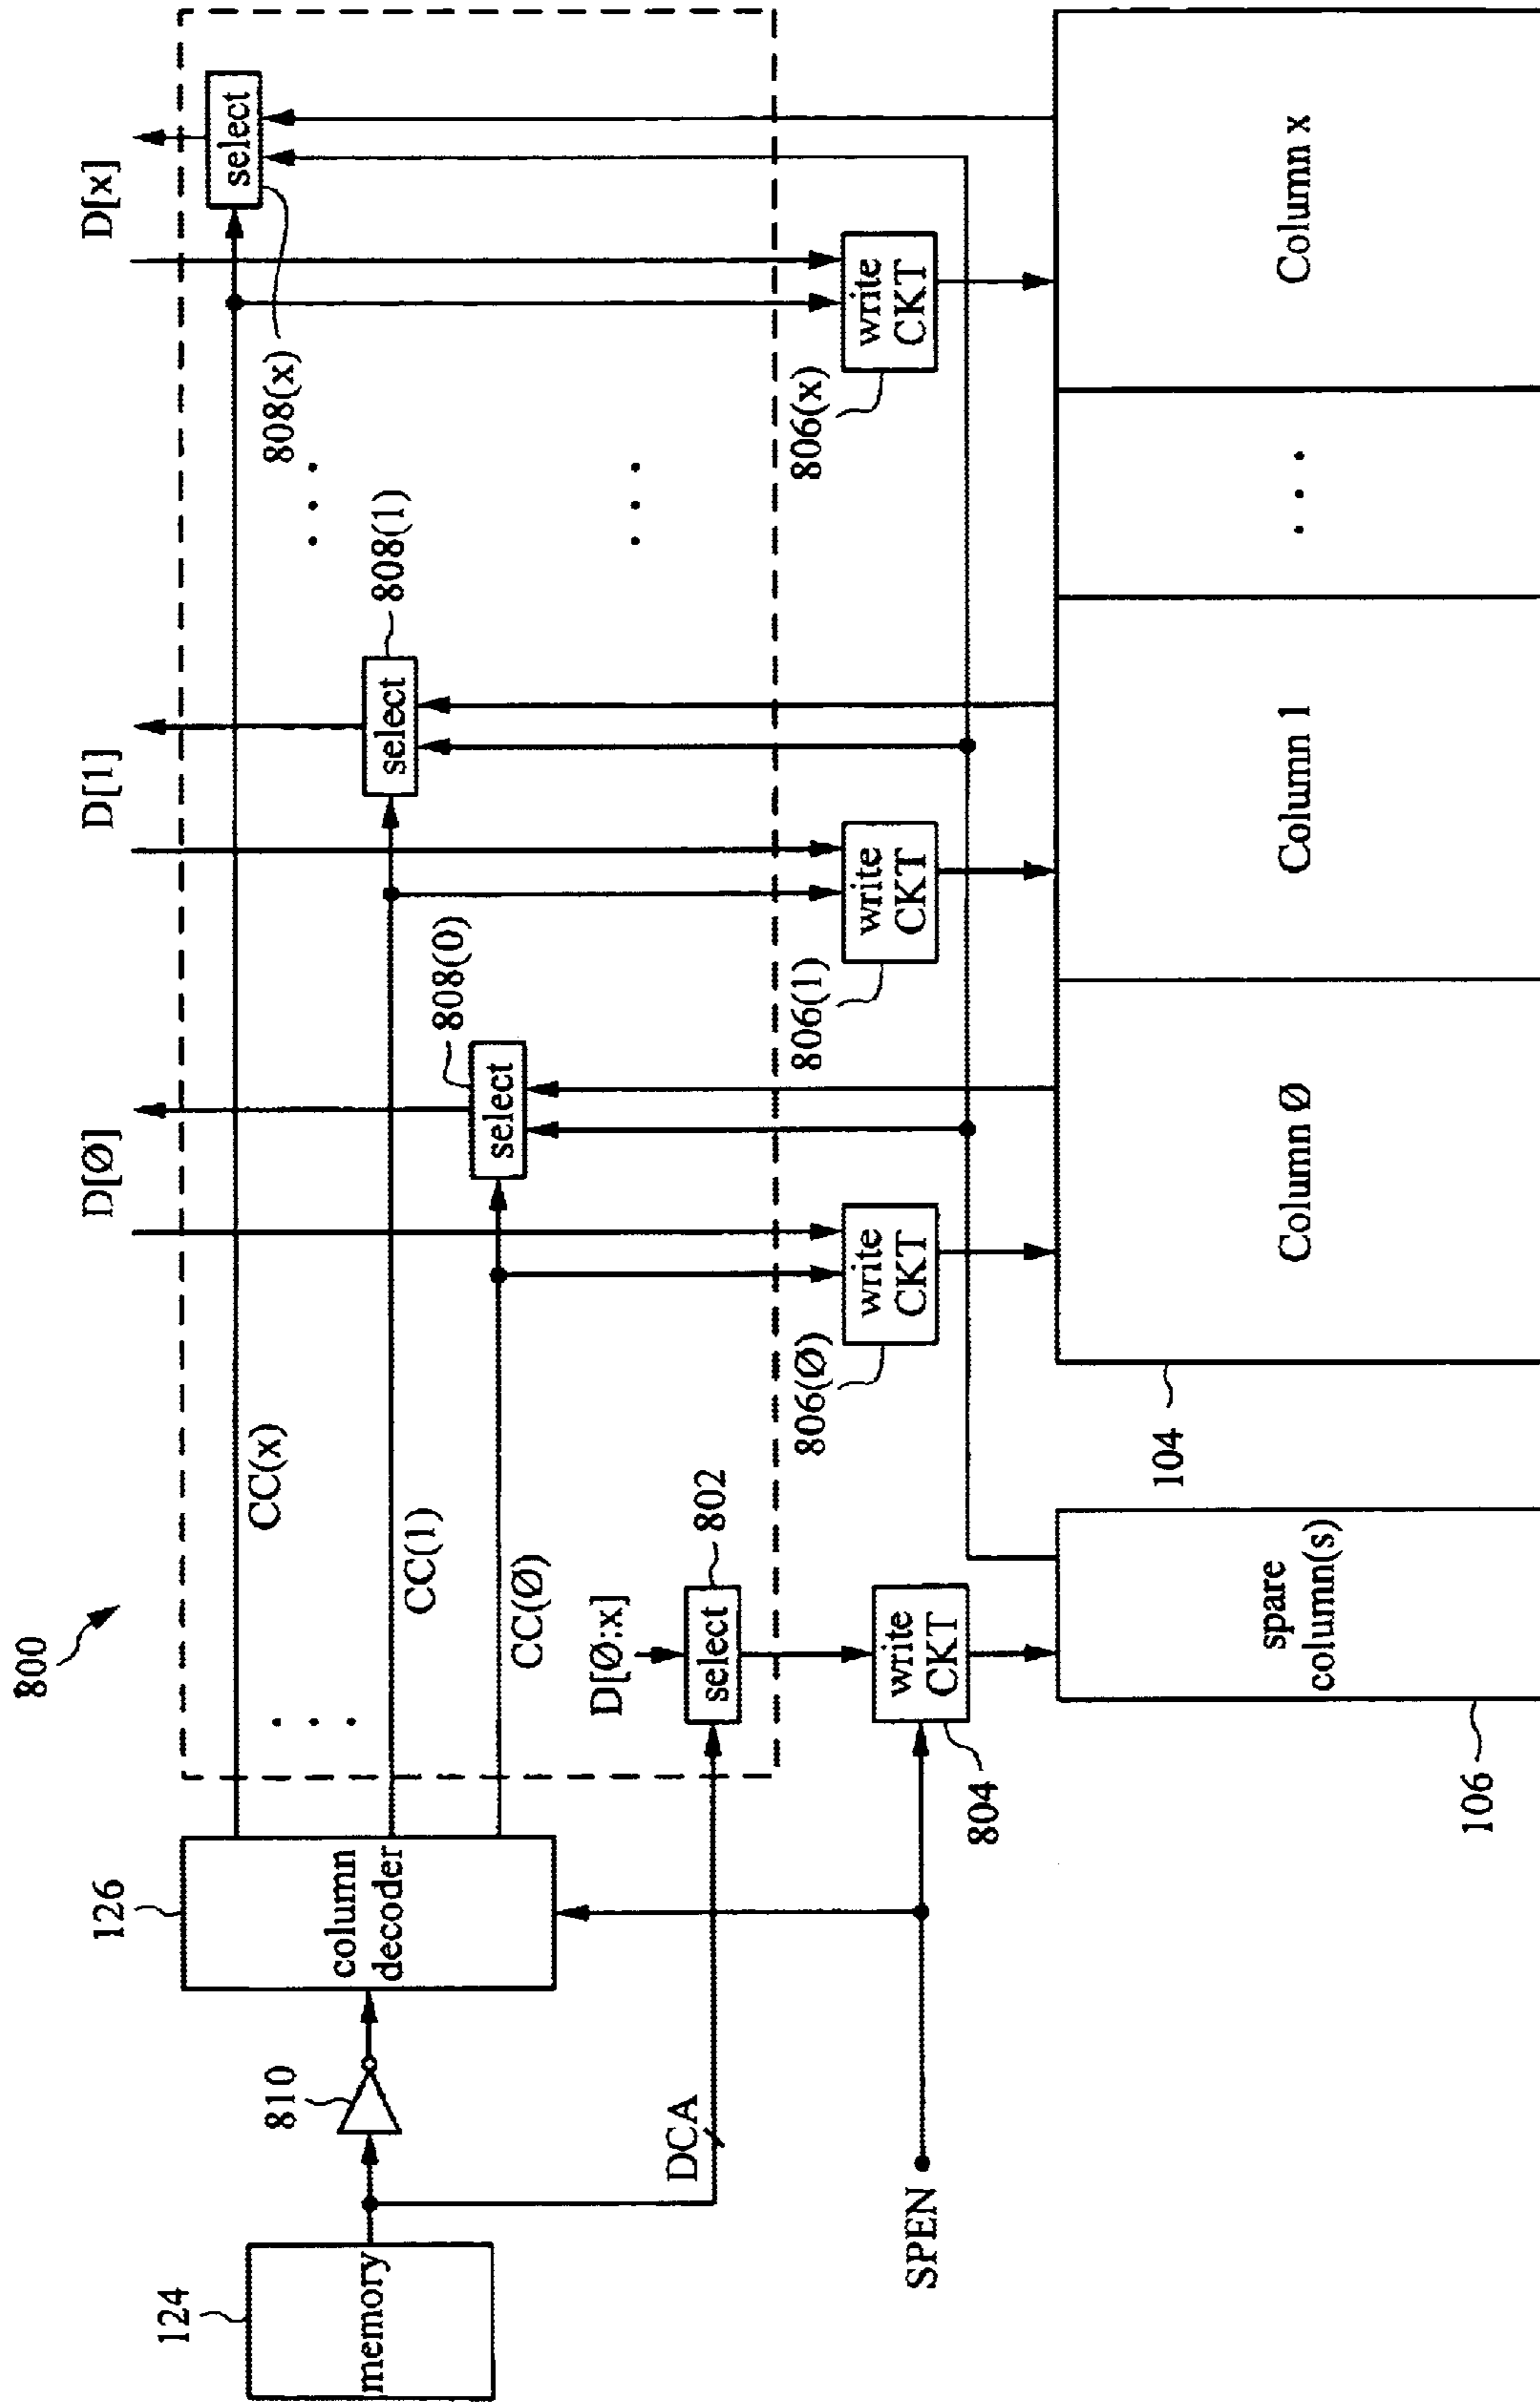 800
D[Ø]
D[1]
D[x]
126
column
decoder
CC(x)
CC(1)
CC(Ø)
select
808(x)
select
808(1)
select
808(0)
124
memory
810
DCA
D[Ø:x]
select
802
SPEN
write
CKT
804
write
CKT
806(Ø)
write
CKT
806(1)
write
CKT
806(x)
spare
column(s)
106
104
Column Ø
Column 1
Column x